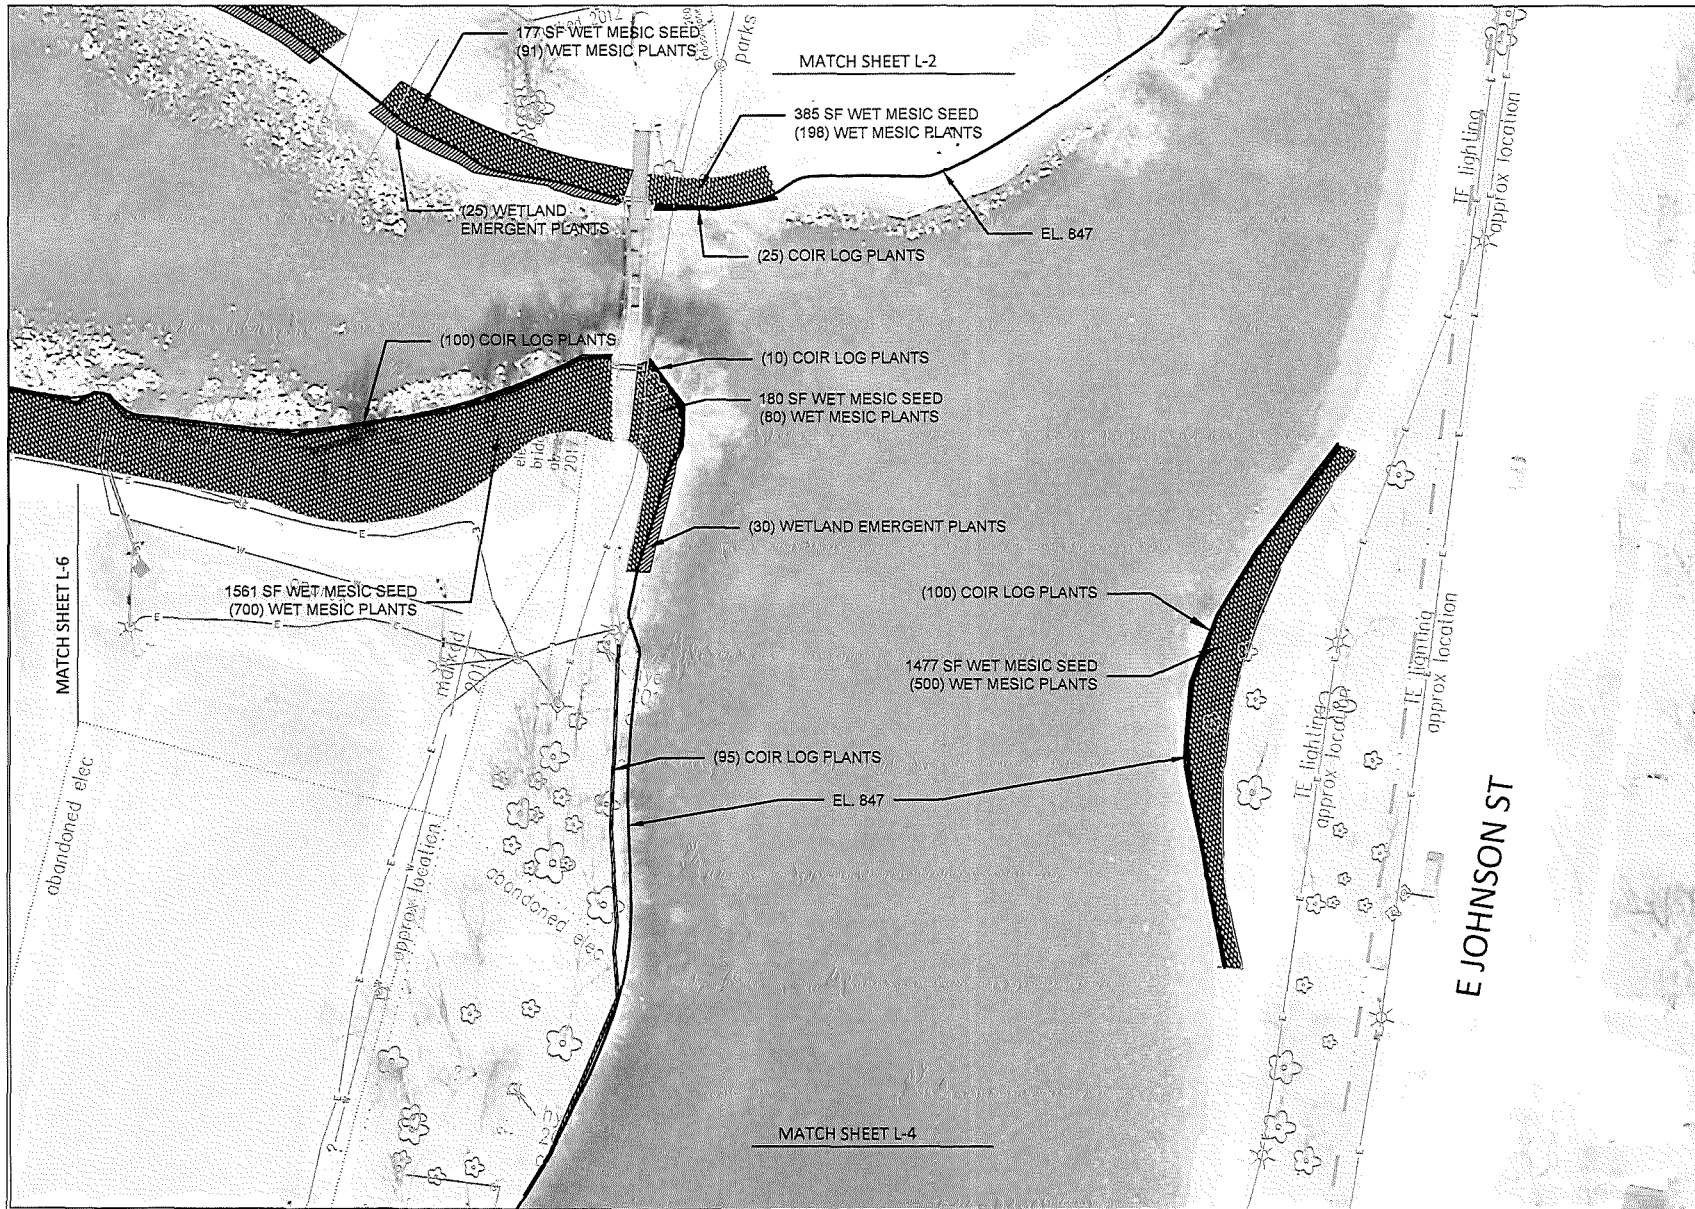 177 SF WET MESIC SEED
(91) WET MESIC PLANTS
parks
MATCH SHEET L-2
385 SF WET MESIC SEED
(198) WET MESIC PLANTS
(25) WETLAND
EMERGENT PLANTS
EL. 847
(25) COIR LOG PLANTS
TE lighting
approx location
(100) COIR LOG PLANTS
(10) COIR LOG PLANTS
180 SF WET MESIC SEED
(80) WET MESIC PLANTS
(30) WETLAND EMERGENT PLANTS
MATCH SHEET L-6
1561 SF WET MESIC SEED
(700) WET MESIC PLANTS
(100) COIR LOG PLANTS
1477 SF WET MESIC SEED
(500) WET MESIC PLANTS
TE lighting
approx location
TE lighting
approx location
(95) COIR LOG PLANTS
EL. 847
abandoned elec
approx location
abandoned elec
E JOHNSON ST
MATCH SHEET L-4